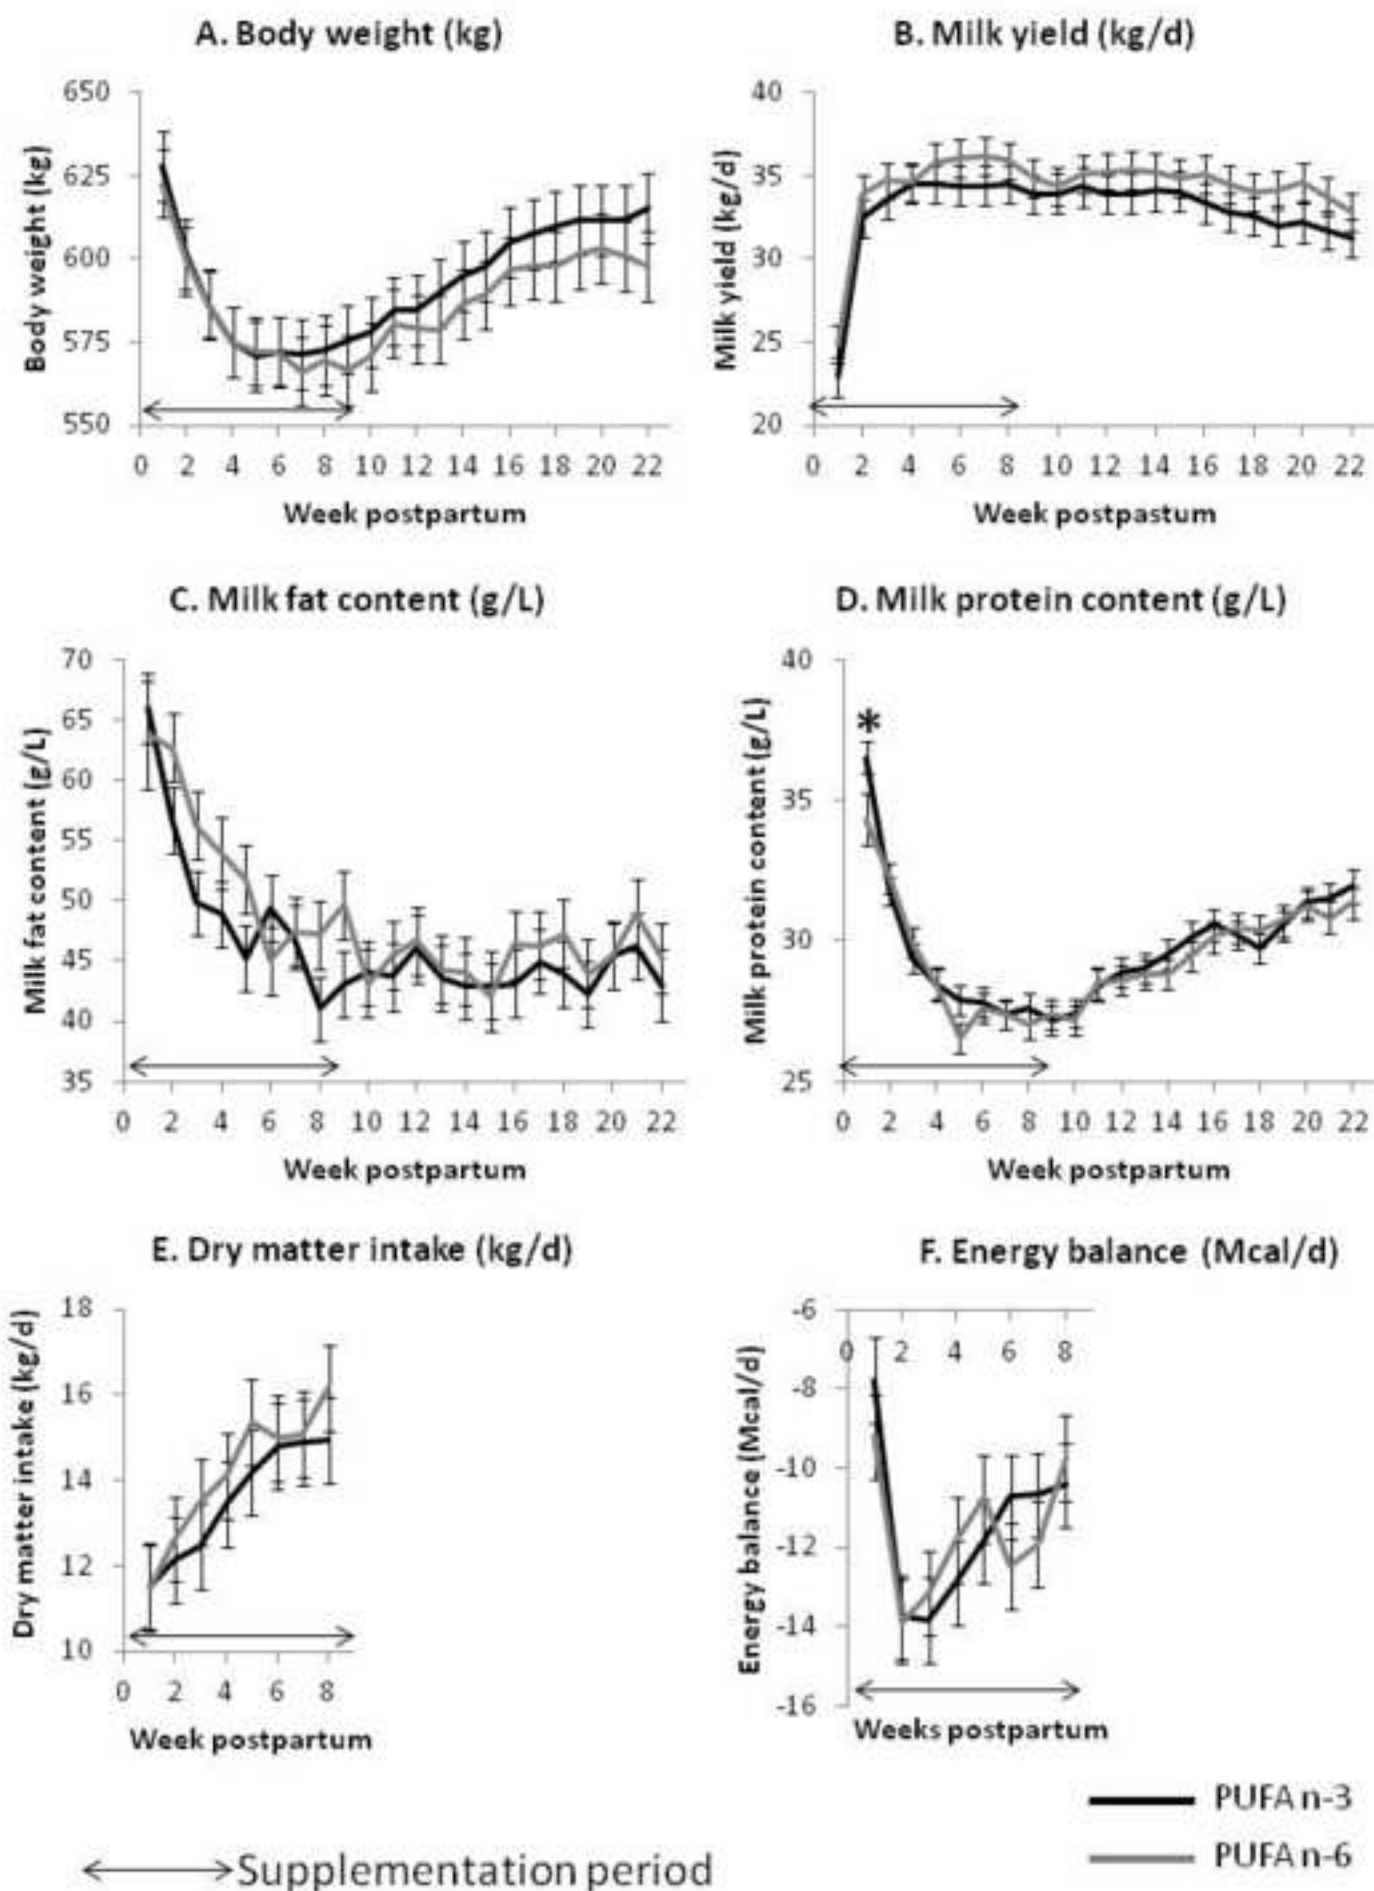 A. Body weight (kg)
B. Milk yield (kg/d)
650
625
600
575
550
Body weight (kg)
0 2 4 6 8 10 12 14 16 18 20 22
Week postpartum
40
35
30
25
20
Milk yield (kg/d)
0 2 4 6 8 10 12 14 16 18 20 22
Week postpastum
C. Milk fat content (g/L)
D. Milk protein content (g/L)
70
65
60
55
50
45
40
35
Milk fat content (g/L)
0 2 4 6 8 10 12 14 16 18 20 22
Week postpartum
40
35
30
25
Milk protein content (g/L)
*
0 2 4 6 8 10 12 14 16 18 20 22
Week postpartum
E. Dry matter intake (kg/d)
F. Energy balance (Mcal/d)
18
16
14
12
10
Dry matter intake (kg/d)
0 2 4 6 8
Week postpartum
-6
-8
-10
-12
-14
-16
Energy balance (Mcal/d)
0 2 4 6 8
Weeks postpartum
PUFA n-3
PUFA n-6
Supplementation period